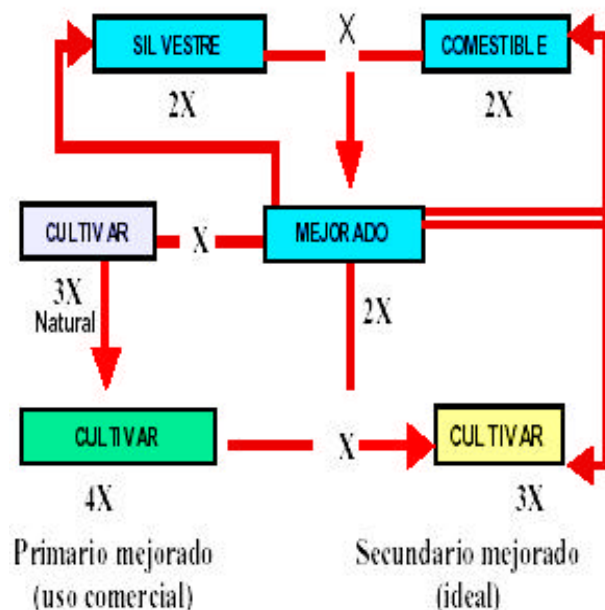 SILVESTRE X COMESTIBLE
2X 2X
CULTIVAR X MEJORADO
3X 2X
Natural
CULTIVAR X CULTIVAR
4X 3X
Primario mejorado Secundario mejorado
(uso comercial) (ideal)